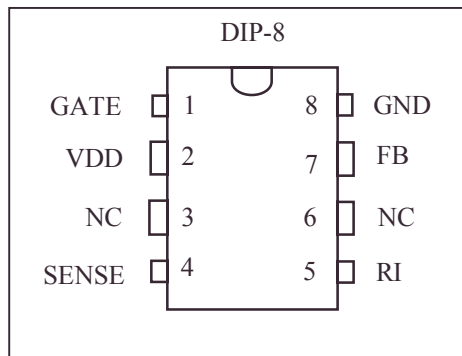 DIP-8
GATE 1 8 GND
VDD 2 7 FB
NC 3 6 NC
SENSE 4 5 RI